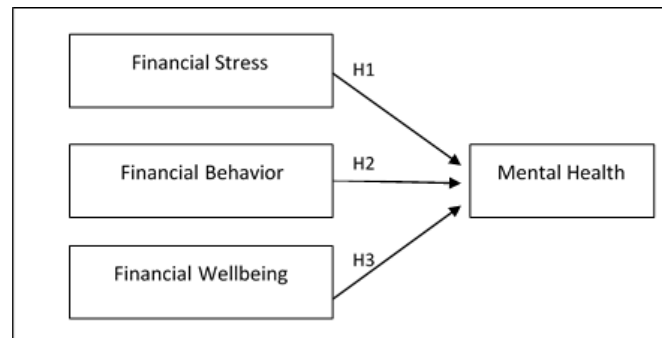 Financial Stress
H1
Financial Behavior
H2
Mental Health
Financial Wellbeing
H3